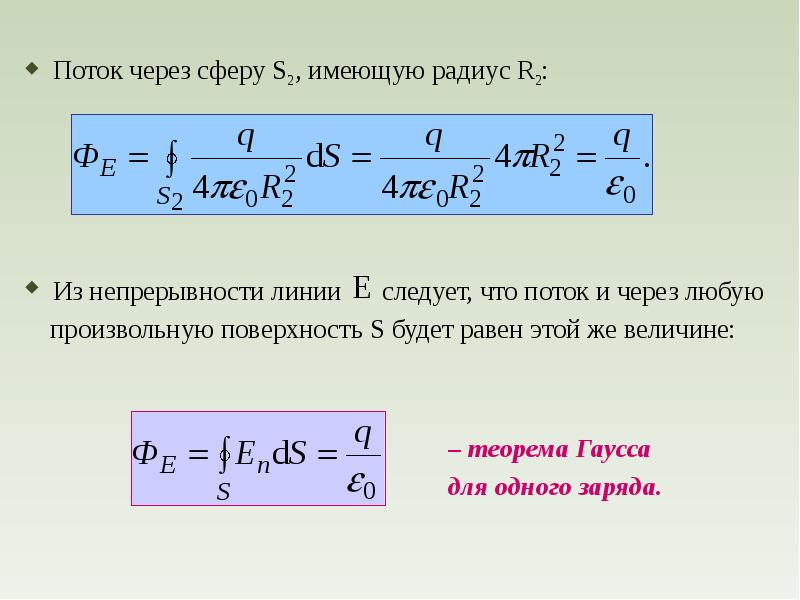 Поток через сферу S₂, имеющую радиус R₂:
Φ_E = ∮_{S₂} q / (4πε₀R₂²) dS = q / (4πε₀R₂²) 4πR₂² = q / ε₀ .
Из непрерывности линии E следует, что поток и через любую
произвольную поверхность S будет равен этой же величине:
Φ_E = ∮_S E_n dS = q / ε₀
– теорема Гаусса
для одного заряда.